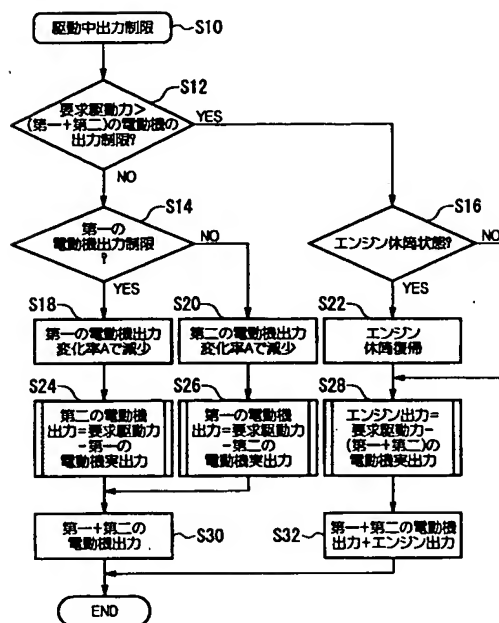 駆動中出力制限
S10
S12
要求駆動力>
(第一+第二)の電動機の
出力制限?
YES
NO
S14
第一の
電動機出力制限
?
NO
YES
S16
エンジン休筒状態?
NO
YES
S18
第一の電動機出力
変化率Aで減少
S20
第二の電動機出力
変化率Aで減少
S22
エンジン
休筒復帰
S24
第二の電動機
出力=要求駆動力
-第一の
電動機実出力
S26
第一の電動機
出力=要求駆動力
-第二の
電動機実出力
S28
エンジン出力=
要求駆動力-
(第一+第二)の
電動機実出力
第一+第二の
電動機出力
S30
S32
第一+第二の電動機
出力+エンジン出力
END